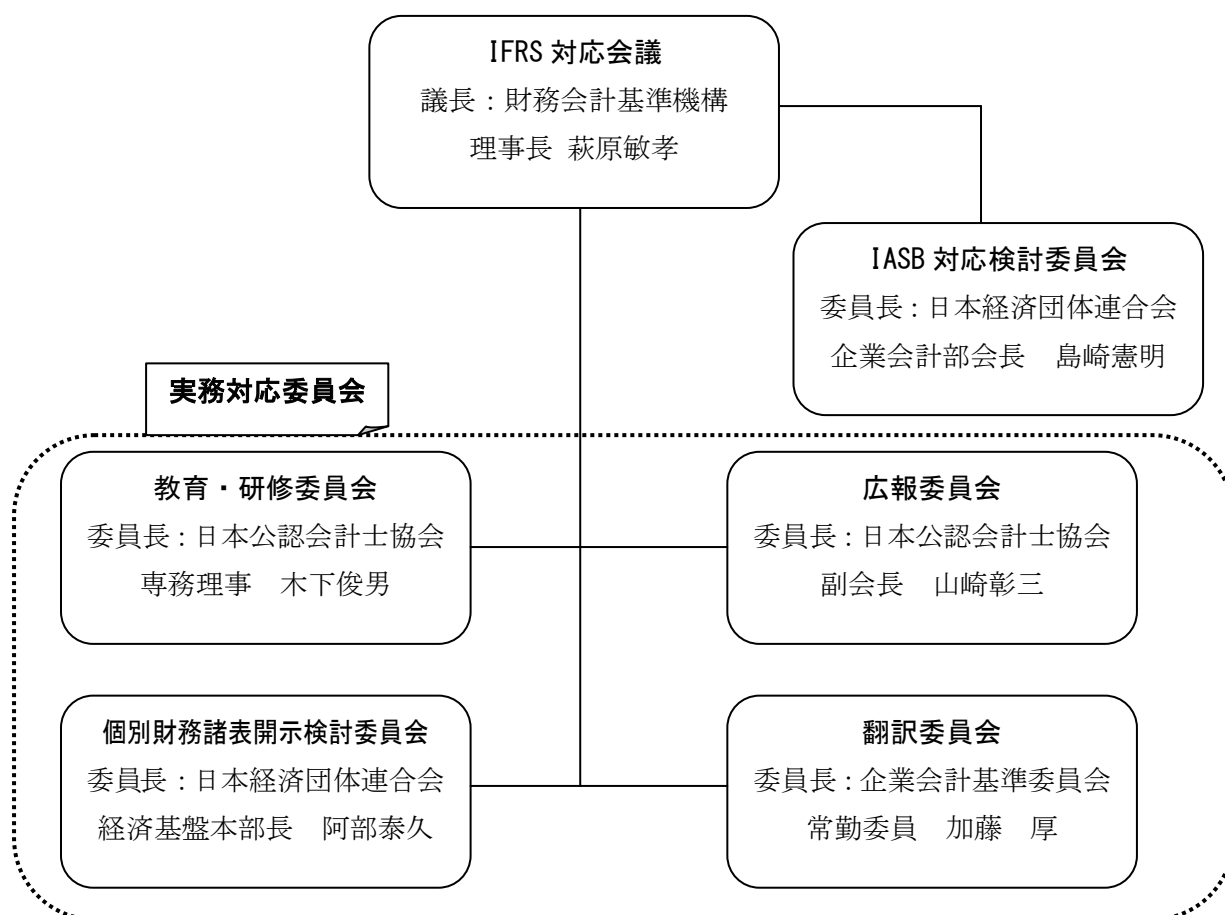 IFRS 対応会議
議長：財務会計基準機構
理事長 萩原敏孝
IASB 対応検討委員会
委員長：日本経済団体連合会
企業会計部会長　島崎憲明
実務対応委員会
教育・研修委員会
委員長：日本公認会計士協会
専務理事　木下俊男
広報委員会
委員長：日本公認会計士協会
副会長　山崎彰三
個別財務諸表開示検討委員会
委員長：日本経済団体連合会
経済基盤本部長　阿部泰久
翻訳委員会
委員長：企業会計基準委員会
常勤委員　加藤　厚